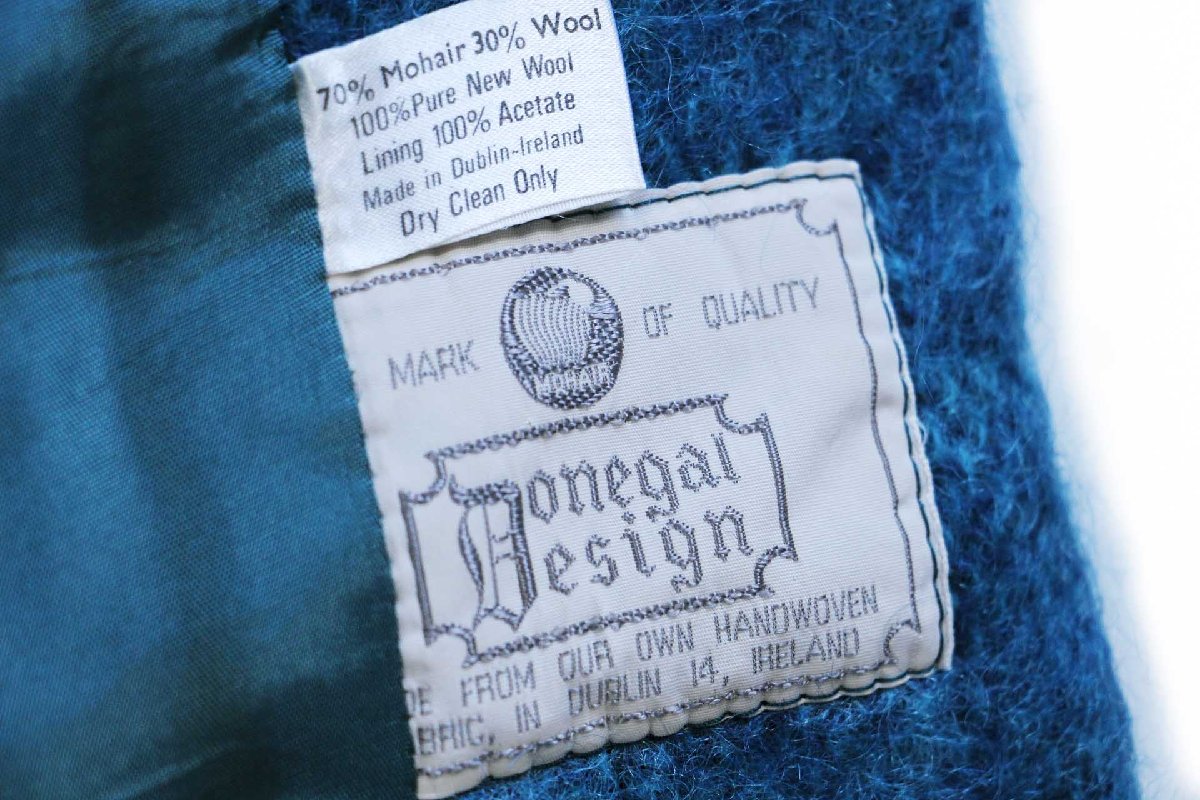 70% Mohair 30% Wool
100% Pure New Wool
Lining 100% Acetate
Made in Dublin-Ireland
Dry Clean Only
MARK OF QUALITY
Donegal
Design
DE FROM OUR OWN HANDWOVEN
BRIC, IN DUBLIN 14, IRELAND